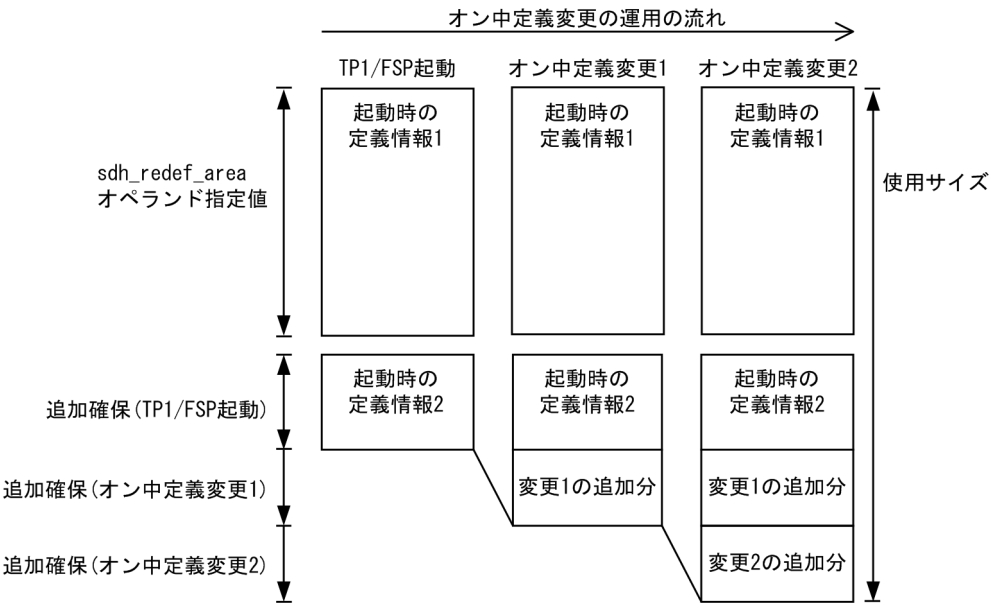 オン中定義変更の運用の流れ
TP1/FSP起動
オン中定義変更1
オン中定義変更2
起動時の
定義情報1
起動時の
定義情報1
起動時の
定義情報1
sdh_redef_area
オペランド指定値
使用サイズ
起動時の
定義情報2
起動時の
定義情報2
起動時の
定義情報2
追加確保(TP1/FSP起動)
追加確保(オン中定義変更1)
変更1の追加分
変更1の追加分
追加確保(オン中定義変更2)
変更2の追加分